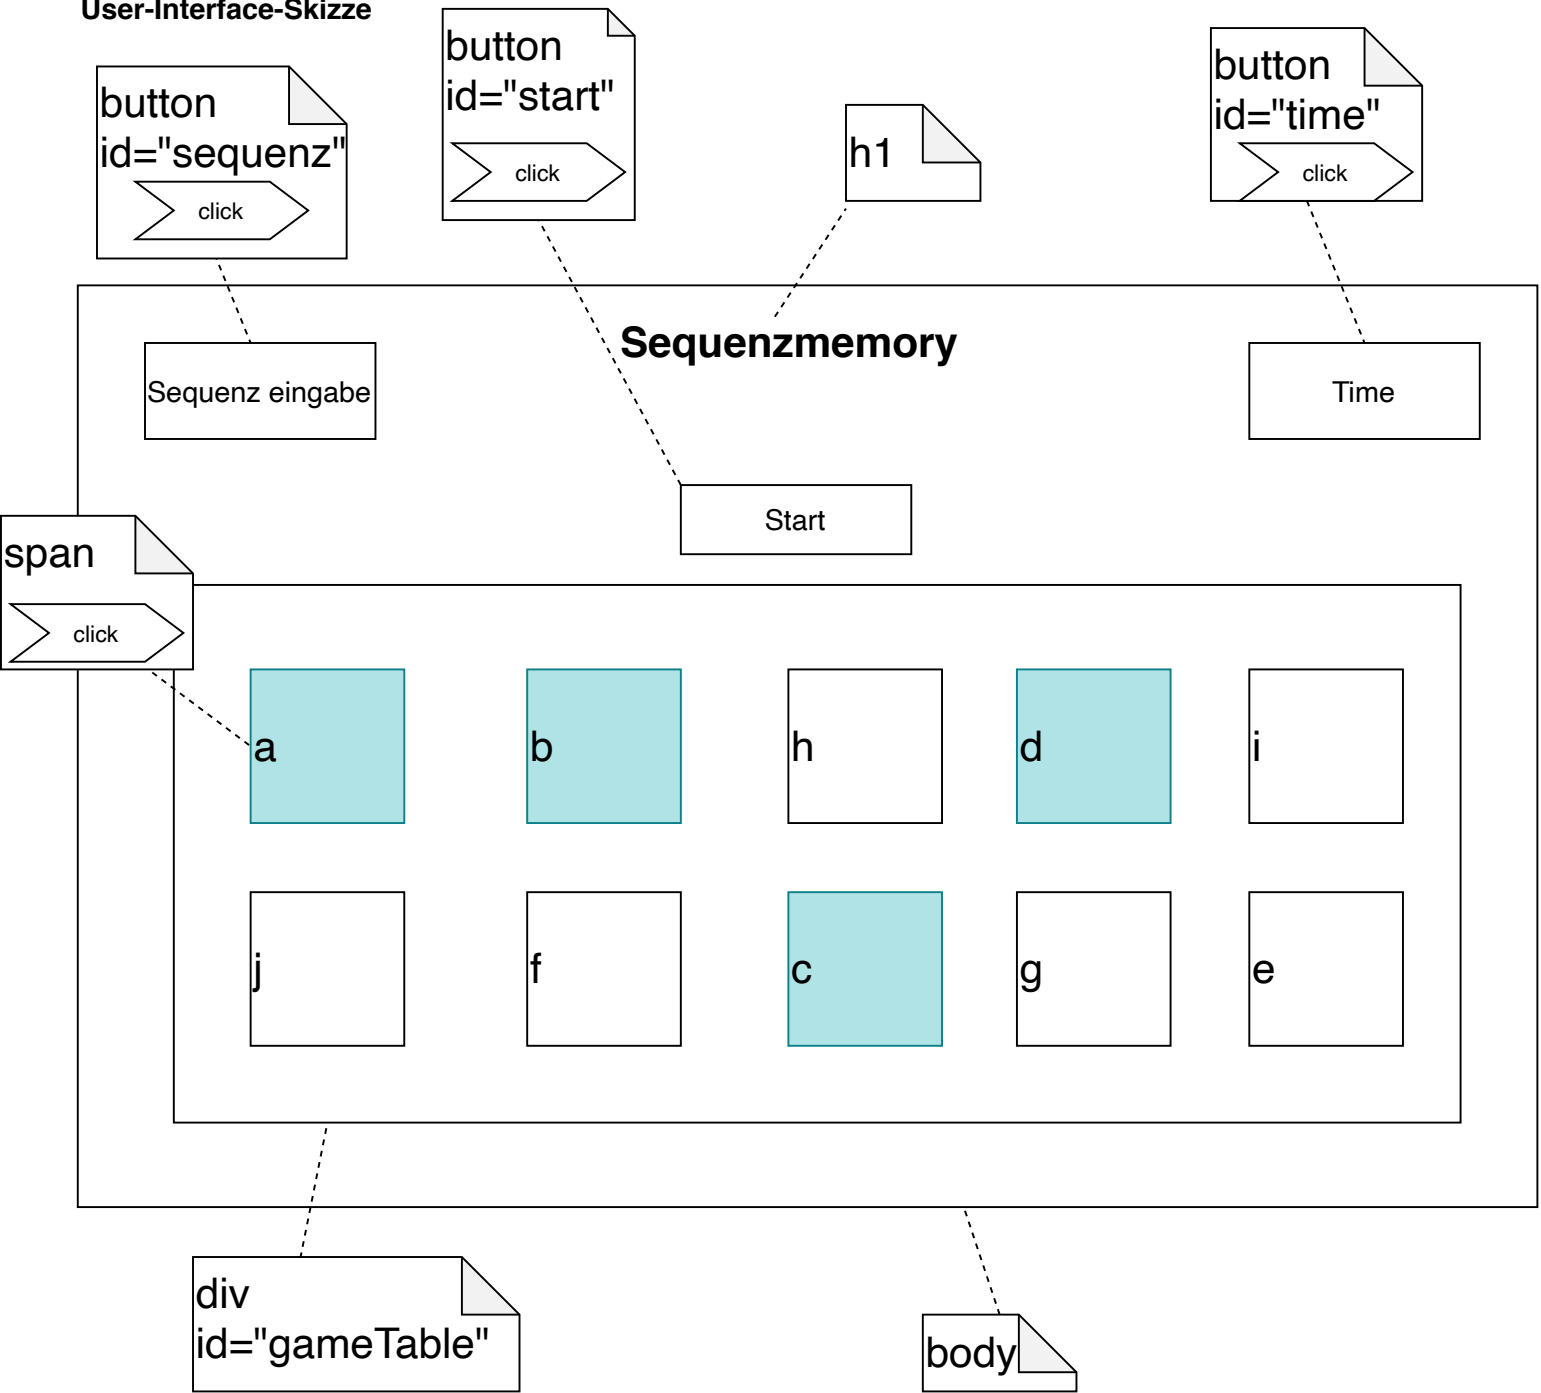 User-Interface-Skizze
button
id="sequenz"
click
button
id="start"
click
h1
button
id="time"
click
Sequenzmemory
Sequenz eingabe
Time
Start
span
click
a
b
h
d
i
j
f
c
g
e
div
id="gameTable"
body